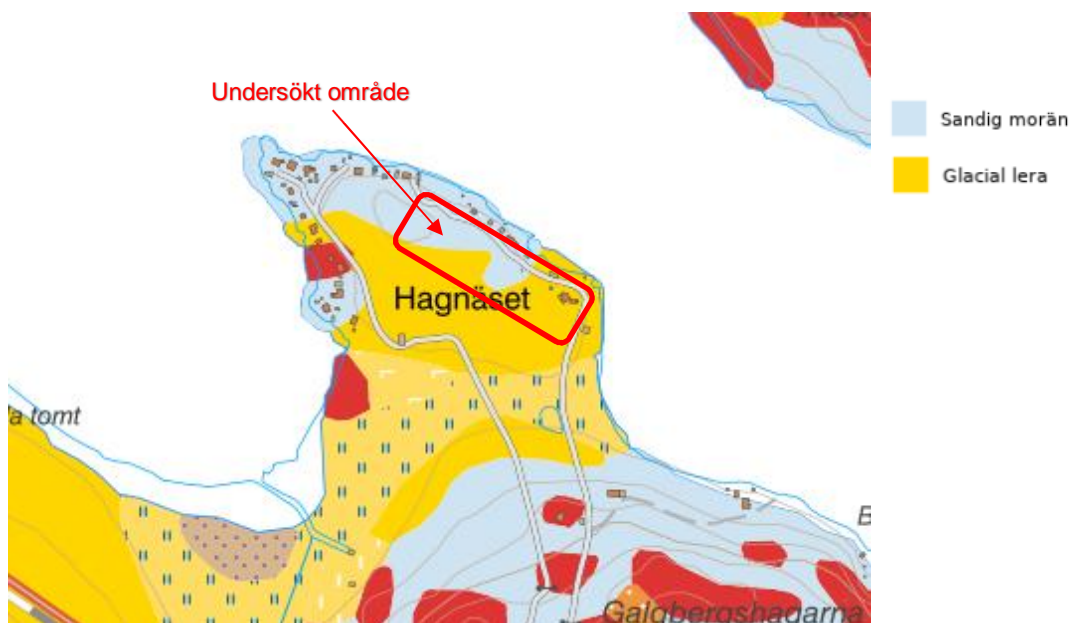 Undersökt område
Sandig morän
Glacial lera
Hagnäset
a tomt
B
Galgbergshagarna